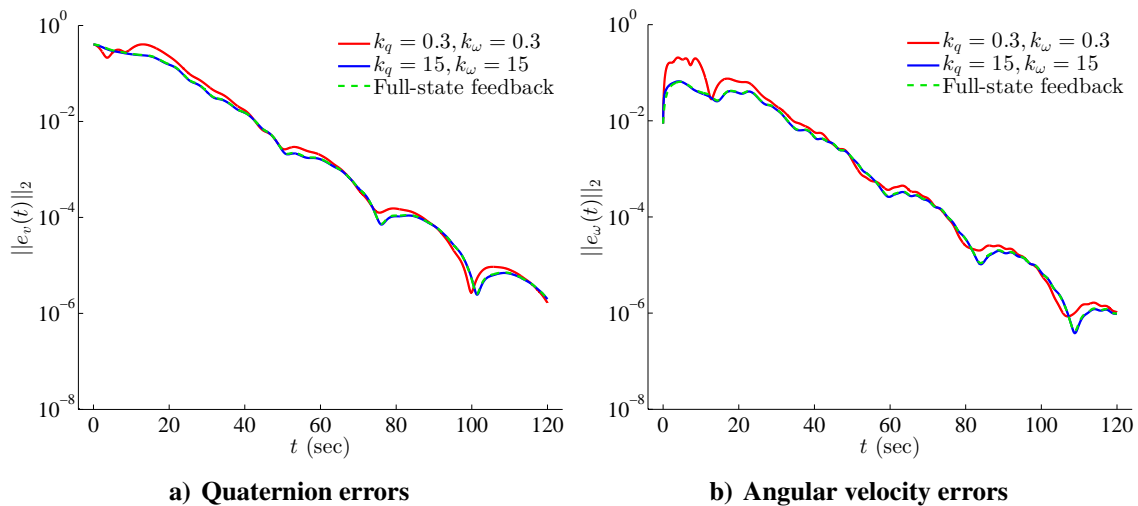 10^0
10^-2
10^-4
10^-6
10^-8
||e_v(t)||_2
k_q = 0.3, k_ω = 0.3
k_q = 15, k_ω = 15
Full-state feedback
0 20 40 60 80 100 120
t (sec)
a) Quaternion errors
10^0
10^-2
10^-4
10^-6
10^-8
||e_ω(t)||_2
k_q = 0.3, k_ω = 0.3
k_q = 15, k_ω = 15
Full-state feedback
0 20 40 60 80 100 120
t (sec)
b) Angular velocity errors